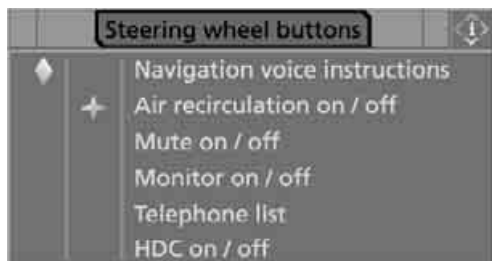 Steering wheel buttons
Navigation voice instructions
Air recirculation on / off
Mute on / off
Monitor on / off
Telephone list
HDC on / off